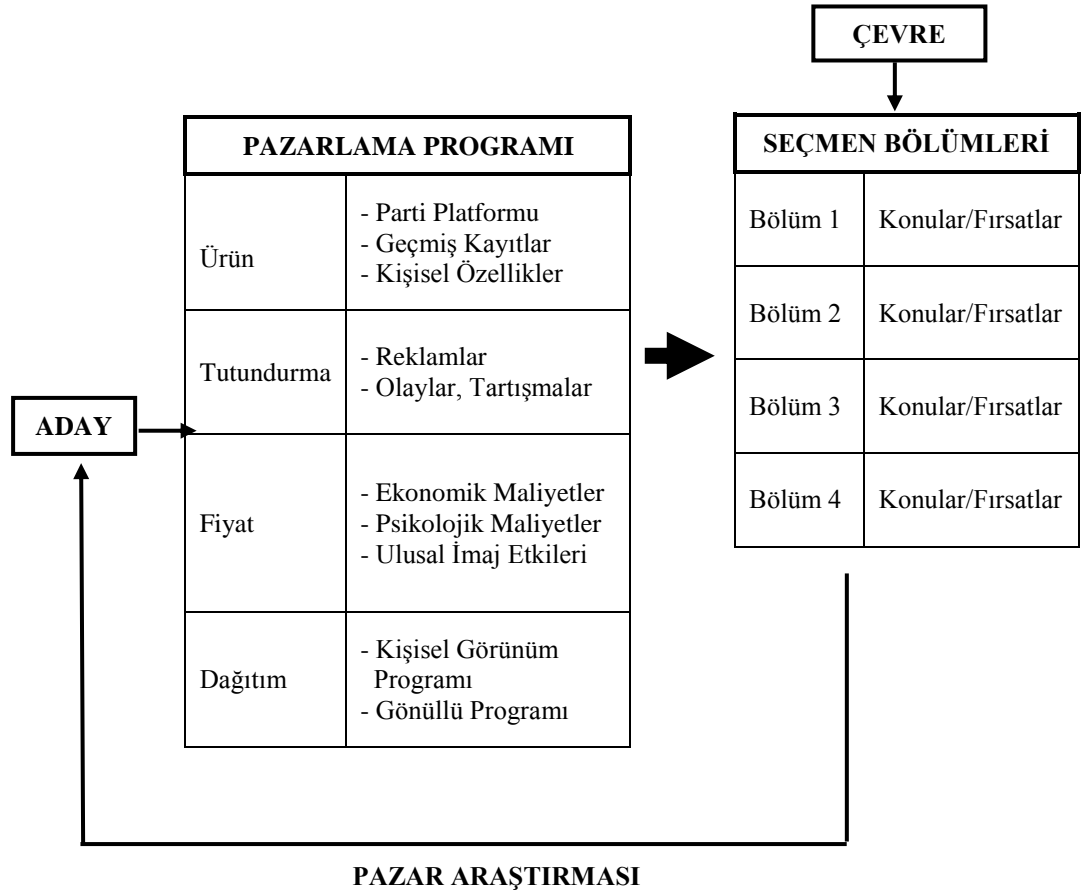 ÇEVRE
PAZARLAMA PROGRAMI
Ürün
- Parti Platformu
- Geçmiş Kayıtlar
- Kişisel Özellikler
Tutundurma
- Reklamlar
- Olaylar, Tartışmalar
Fiyat
- Ekonomik Maliyetler
- Psikolojik Maliyetler
- Ulusal İmaj Etkileri
Dağıtım
- Kişisel Görünüm
Programı
- Gönüllü Programı
SEÇMEN BÖLÜMLERİ
Bölüm 1 Konular/Fırsatlar
Bölüm 2 Konular/Fırsatlar
Bölüm 3 Konular/Fırsatlar
Bölüm 4 Konular/Fırsatlar
ADAY
PAZAR ARAŞTIRMASI